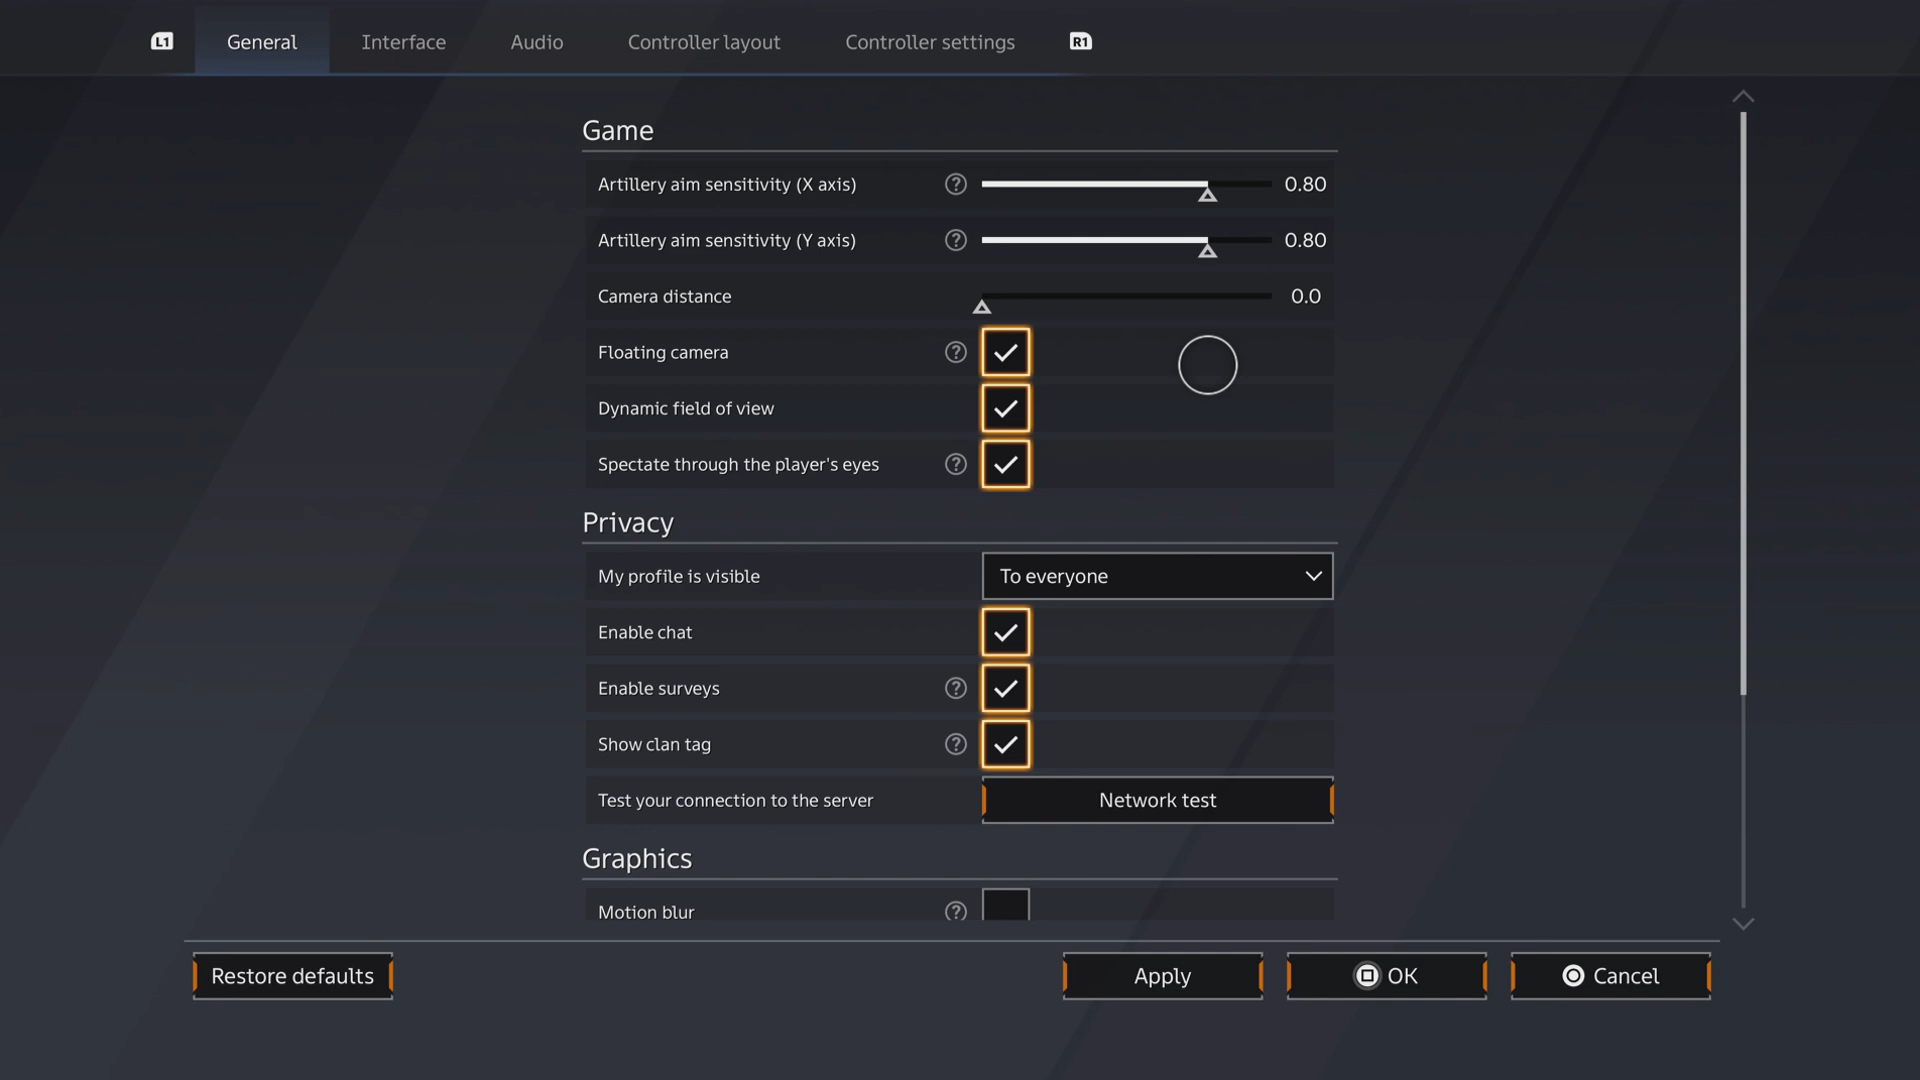 L1 General Interface Audio Controller layout Controller settings R1
Game
Artillery aim sensitivity (X axis) ? 0.80
Artillery aim sensitivity (Y axis) ? 0.80
Camera distance 0.0
Floating camera ?
Dynamic field of view
Spectate through the player's eyes ?
Privacy
My profile is visible To everyone
Enable chat
Enable surveys ?
Show clan tag ?
Test your connection to the server Network test
Graphics
Motion blur ?
Restore defaults Apply OK Cancel